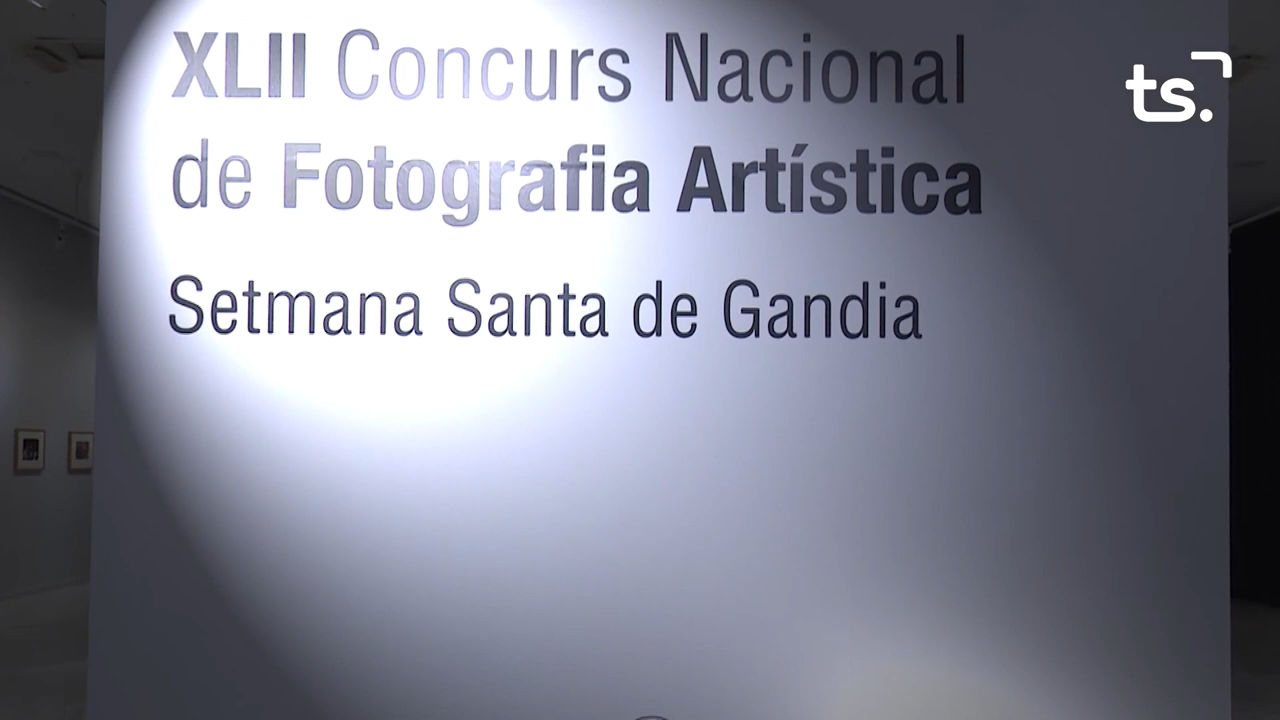 XLII Concurs Nacional
de Fotografia Artística
Setmana Santa de Gandia
ts.